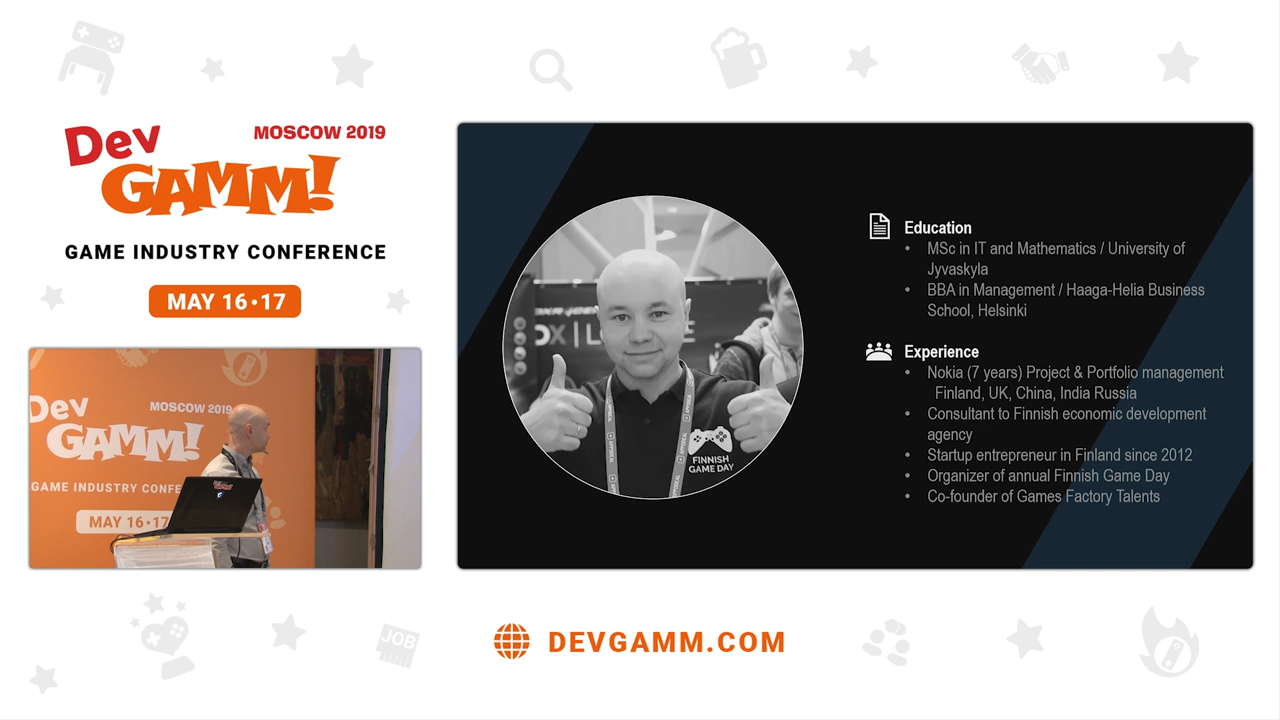 Dev
MOSCOW 2019
GAMM!
GAME INDUSTRY CONFERENCE
MAY 16•17
Dev
MOSCOW 2019
GAMM!
GAME INDUSTRY CONFE
MAY 16•17
FINNISH
GAME DAY
Education
• MSc in IT and Mathematics / University of
Jyvaskyla
• BBA in Management / Haaga-Helia Business
School, Helsinki
Experience
• Nokia (7 years) Project & Portfolio management
Finland, UK, China, India Russia
• Consultant to Finnish economic development
agency
• Startup entrepreneur in Finland since 2012
• Organizer of annual Finnish Game Day
• Co-founder of Games Factory Talents
JOB
DEVGAMM.COM